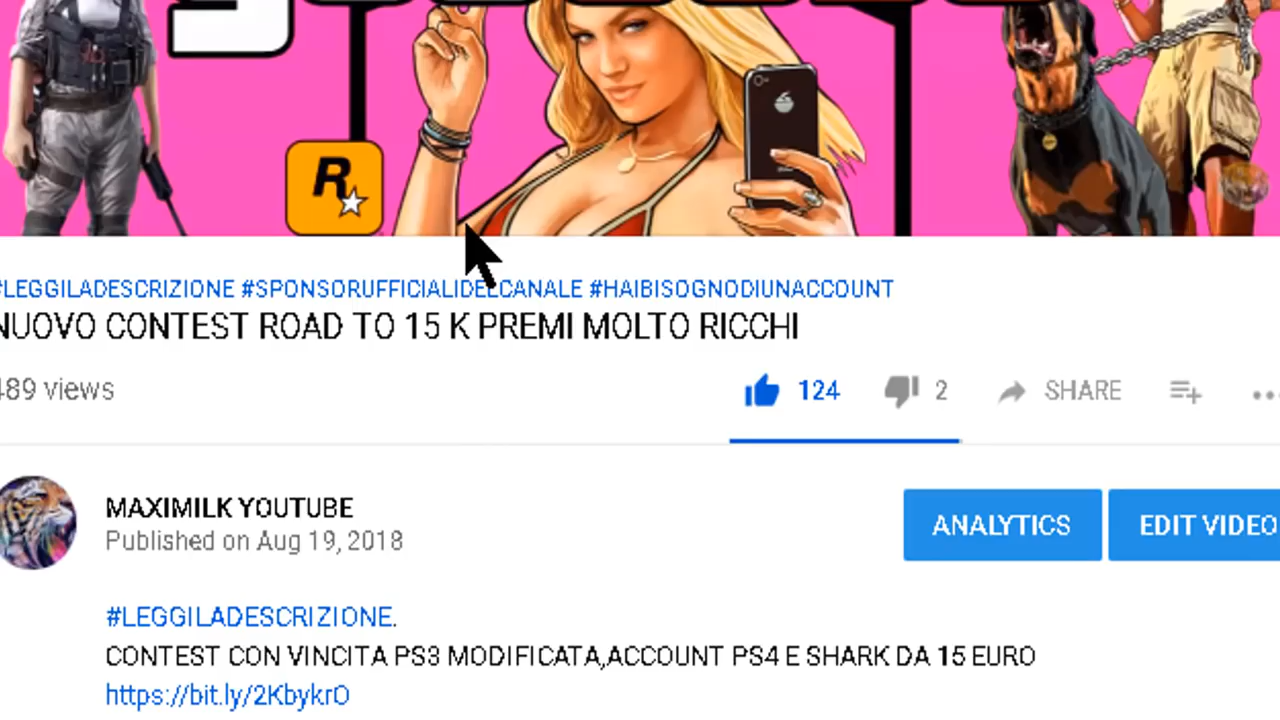 R
#LEGGILADESCRIZIONE #SPONSORUFFICIALIDELCANALE #HAIBISOGNODIUNACCOUNT
NUOVO CONTEST ROAD TO 15 K PREMI MOLTO RICCHI
489 views 124 2 SHARE
MAXIMILK YOUTUBE
Published on Aug 19, 2018
ANALYTICS EDIT VIDEO
#LEGGILADESCRIZIONE.
CONTEST CON VINCITA PS3 MODIFICATA,ACCOUNT PS4 E SHARK DA 15 EURO
https://bit.ly/2KbykrO